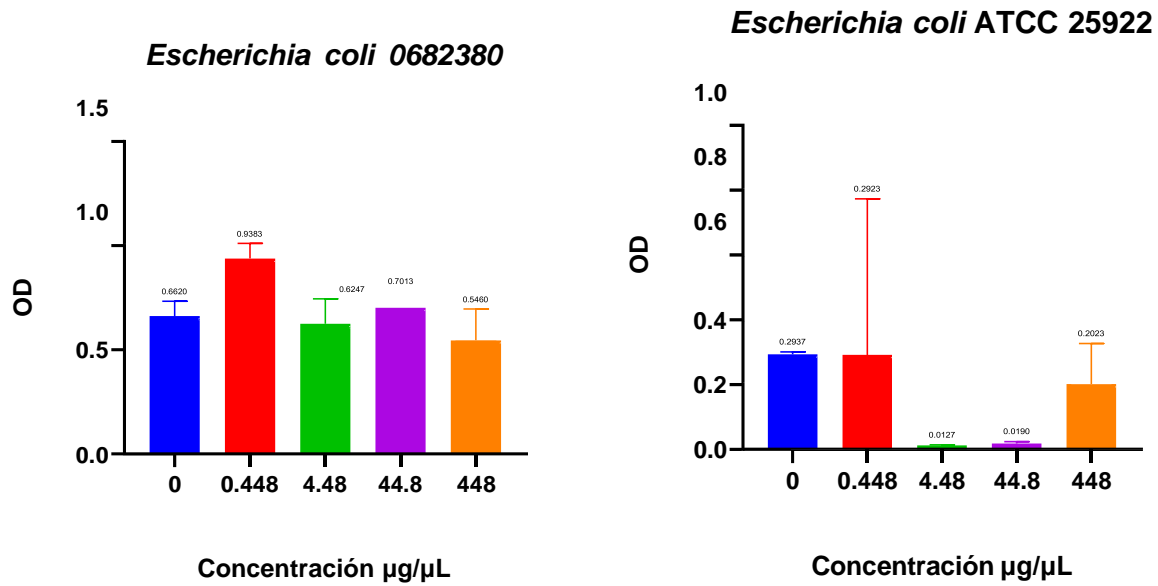 Escherichia coli 0682380
1.5
1.0
0.5
0.0
OD
0.6620
0.9383
0.6247
0.7013
0.5460
0 0.448 4.48 44.8 448
Concentración µg/µL
Escherichia coli ATCC 25922
1.0
0.8
0.6
0.4
0.2
0.0
OD
0.2937
0.2923
0.0127
0.0190
0.2023
0 0.448 4.48 44.8 448
Concentración µg/µL